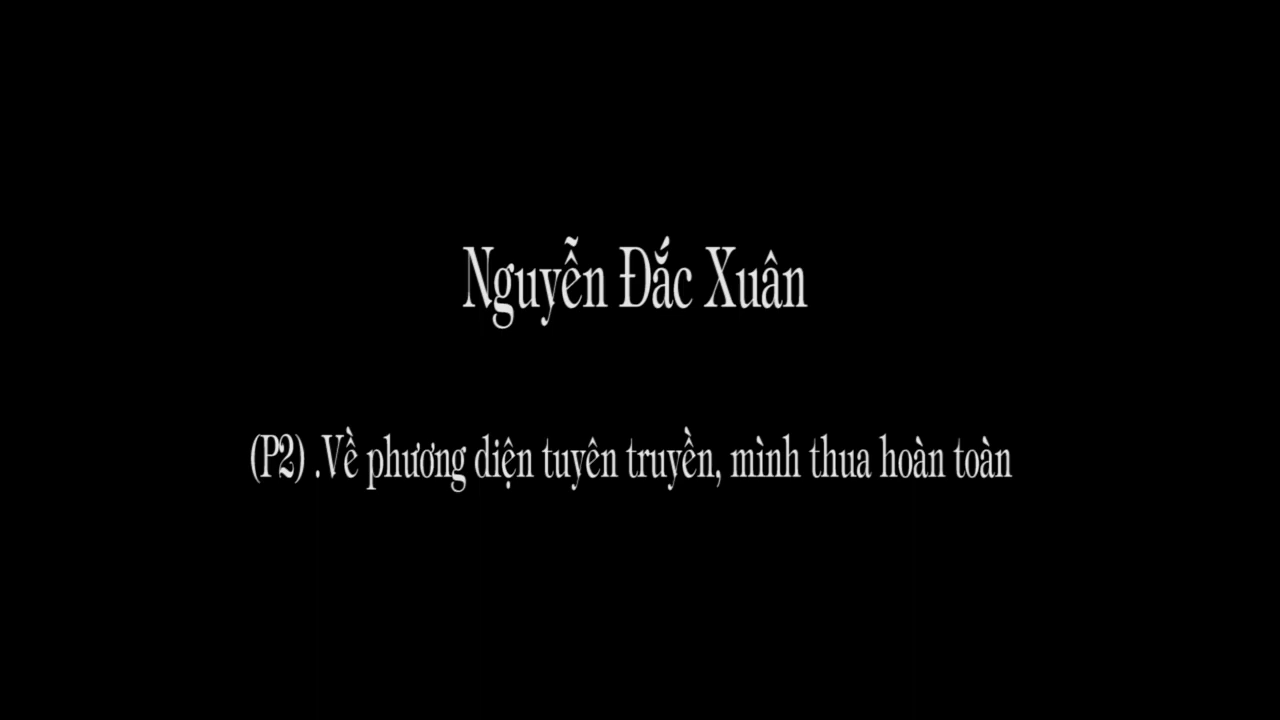 Nguyễn Đắc Xuân
(P2) .Về phương diện tuyên truyền, mình thua hoàn toàn